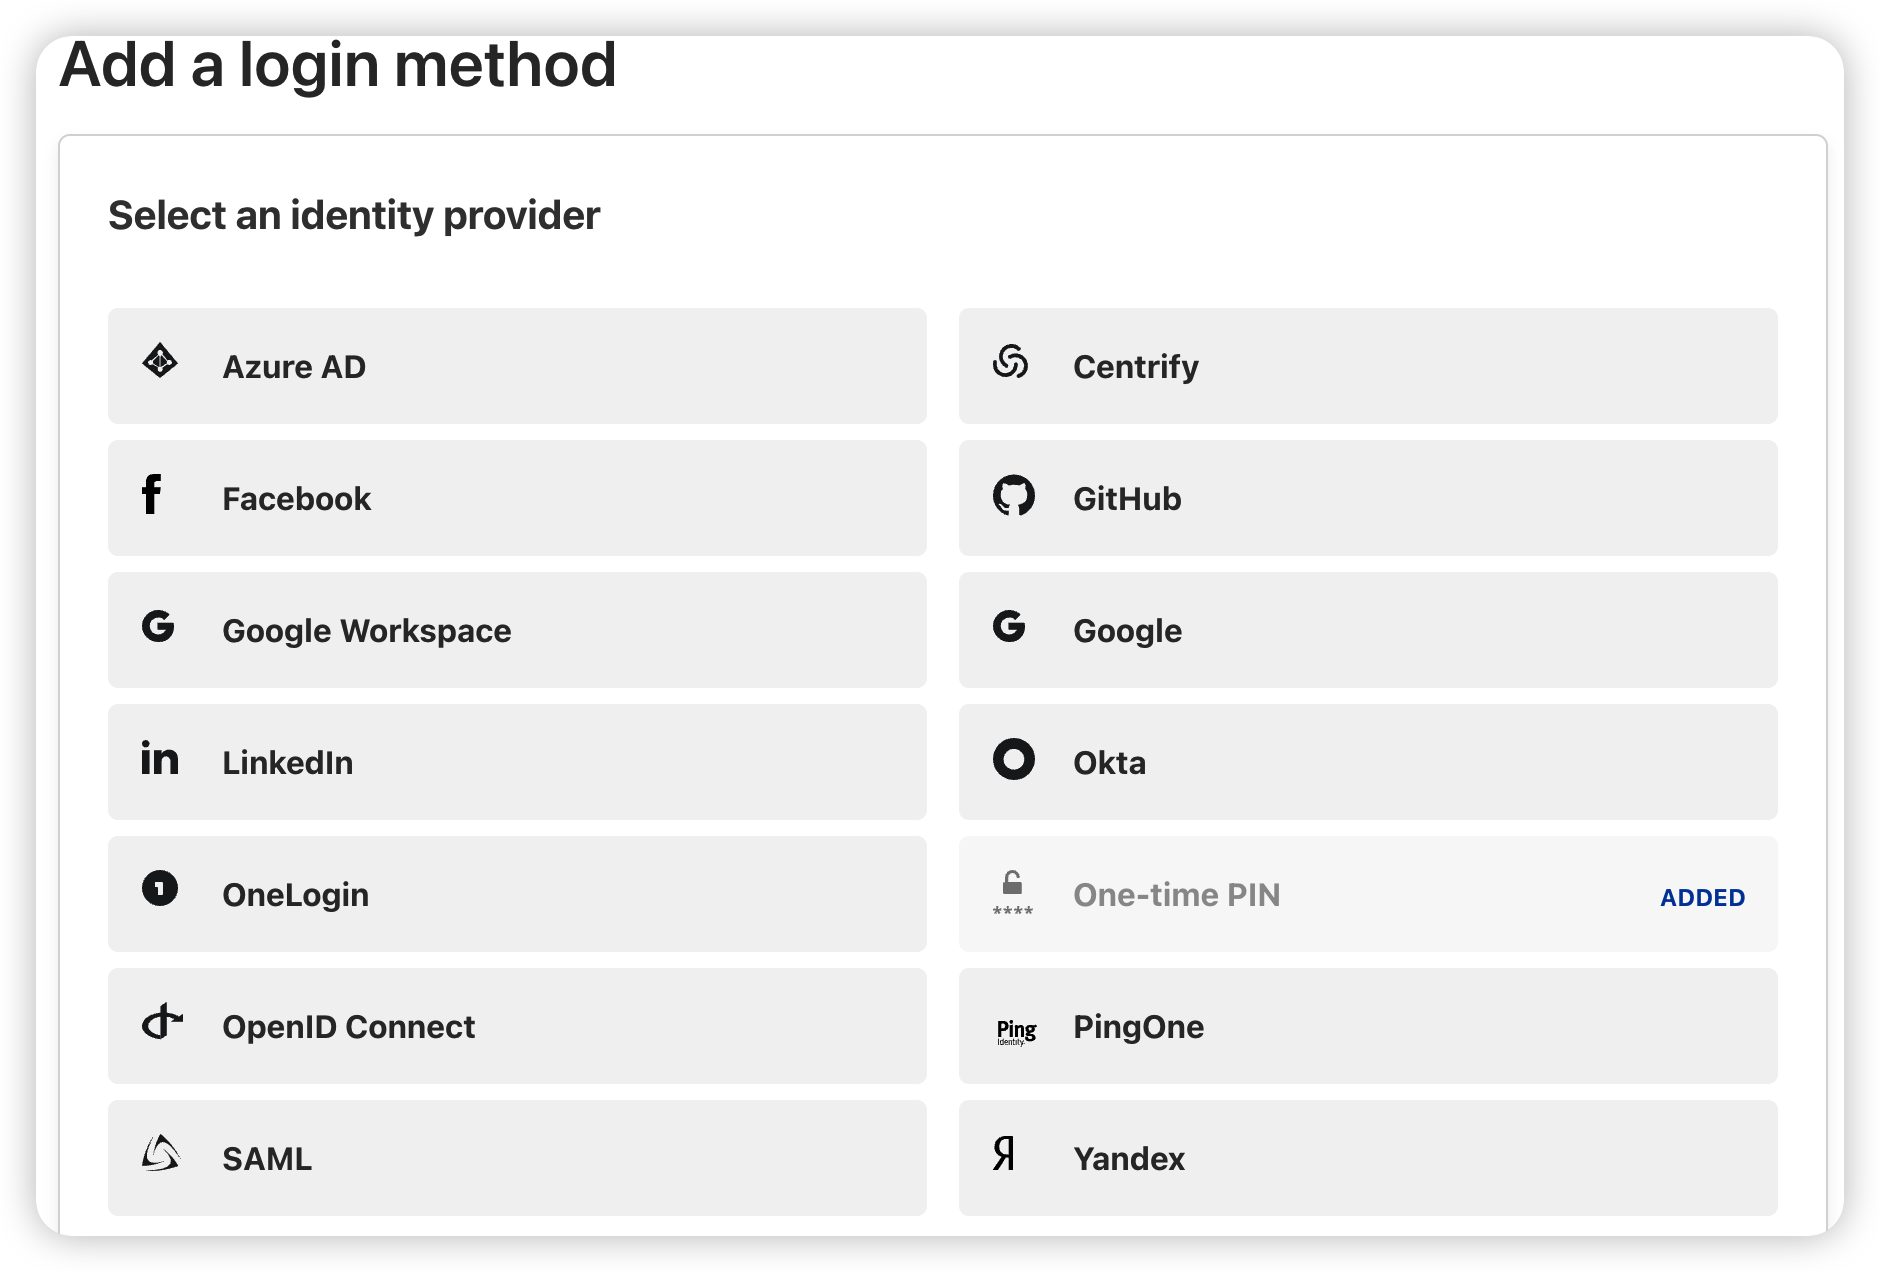 Add a login method
Select an identity provider
Azure AD
Centrify
Facebook
GitHub
Google Workspace
Google
LinkedIn
Okta
OneLogin
**** One-time PIN ADDED
OpenID Connect
Ping
Identity
PingOne
SAML
Yandex